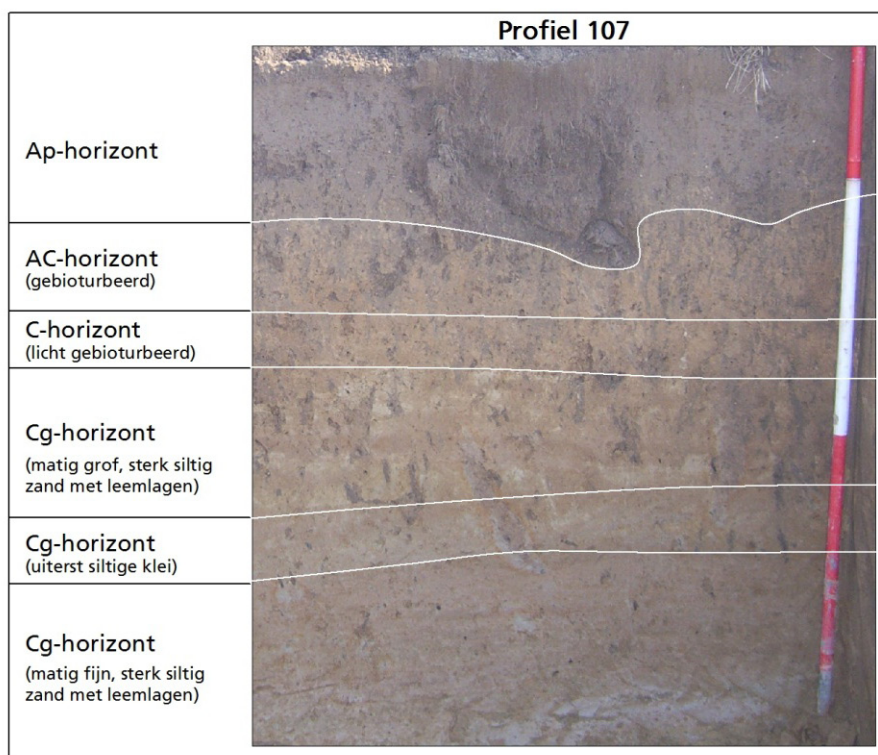 Profiel 107
Ap-horizont
AC-horizont
(gebioturbeerd)
C-horizont
(licht gebioturbeerd)
Cg-horizont
(matig grof, sterk siltig
zand met leemlagen)
Cg-horizont
(uiterst siltige klei)
Cg-horizont
(matig fijn, sterk siltig
zand met leemlagen)